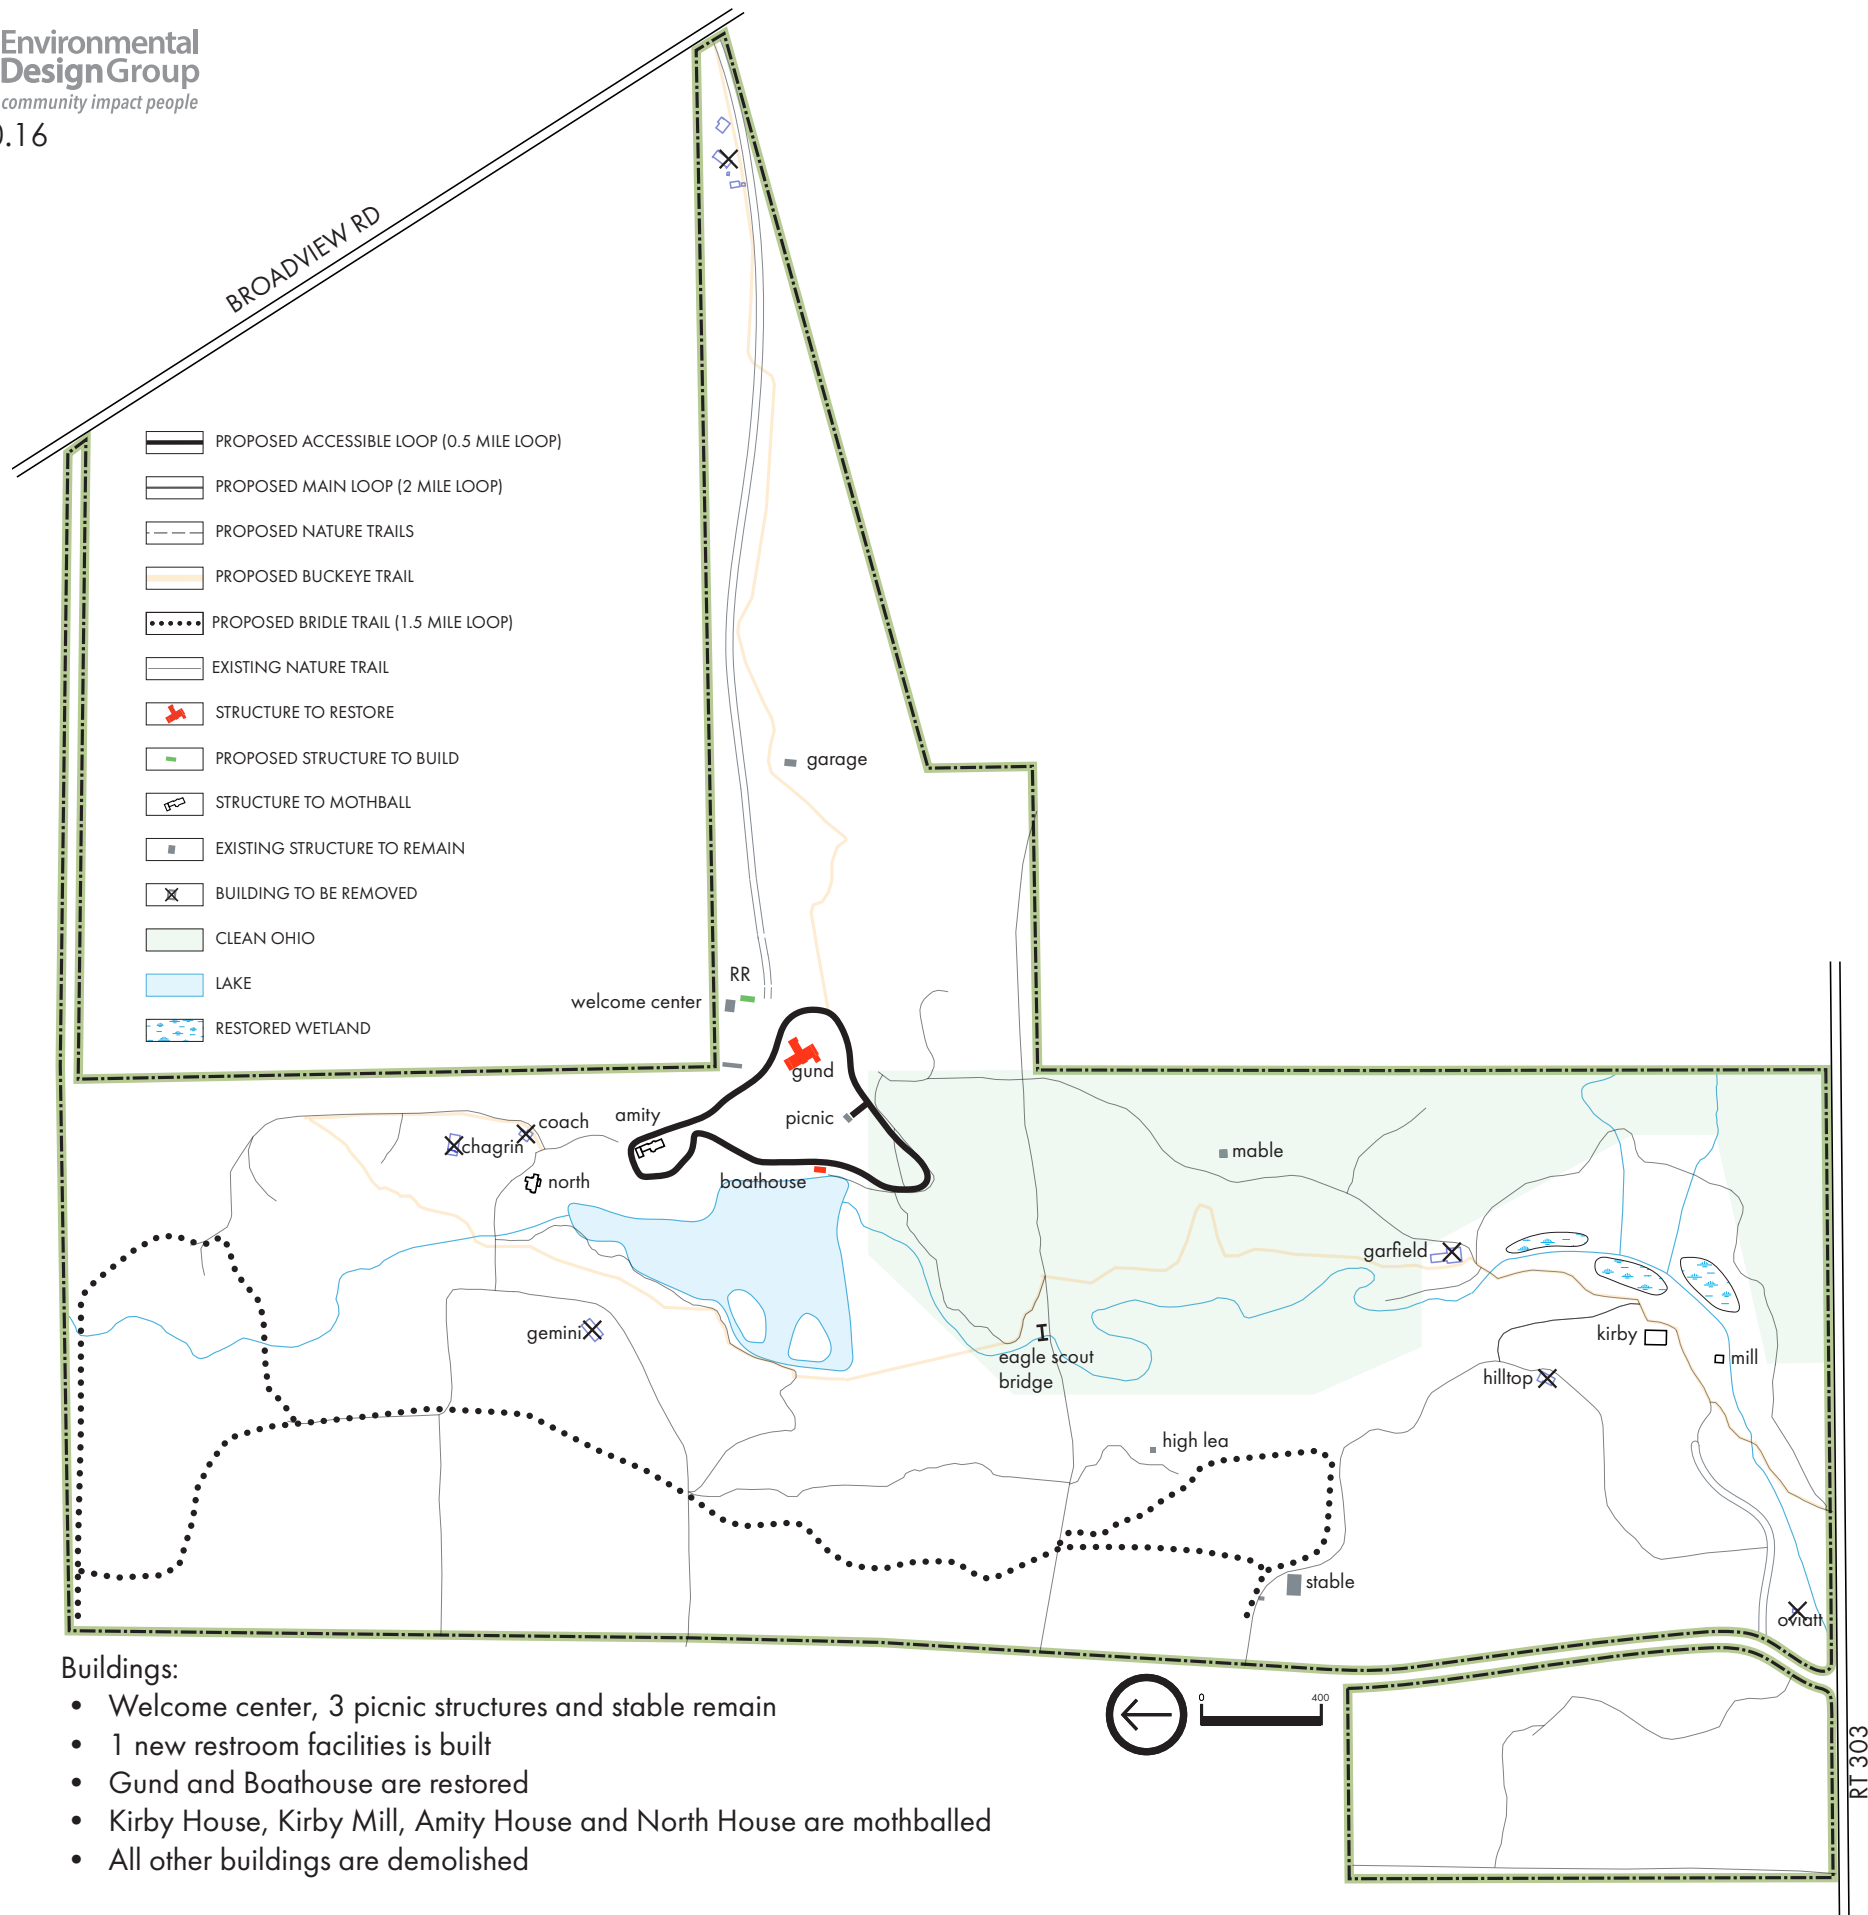 Environmental
DesignGroup
community impact people
0.16
BROADVIEW RD
PROPOSED ACCESSIBLE LOOP (0.5 MILE LOOP)
PROPOSED MAIN LOOP (2 MILE LOOP)
PROPOSED NATURE TRAILS
PROPOSED BUCKEYE TRAIL
PROPOSED BRIDLE TRAIL (1.5 MILE LOOP)
EXISTING NATURE TRAIL
STRUCTURE TO RESTORE
PROPOSED STRUCTURE TO BUILD
STRUCTURE TO MOTHBALL
EXISTING STRUCTURE TO REMAIN
BUILDING TO BE REMOVED
CLEAN OHIO
LAKE
RESTORED WETLAND
garage
RR
welcome center
gund
picnic
amity
coach
chagrin
north
boathouse
mable
garfield
gemini
eagle scout
bridge
kirby
mill
hilltop
high lea
stable
oviatt
0 400
RT 303
Buildings:
• Welcome center, 3 picnic structures and stable remain
• 1 new restroom facilities is built
• Gund and Boathouse are restored
• Kirby House, Kirby Mill, Amity House and North House are mothballed
• All other buildings are demolished